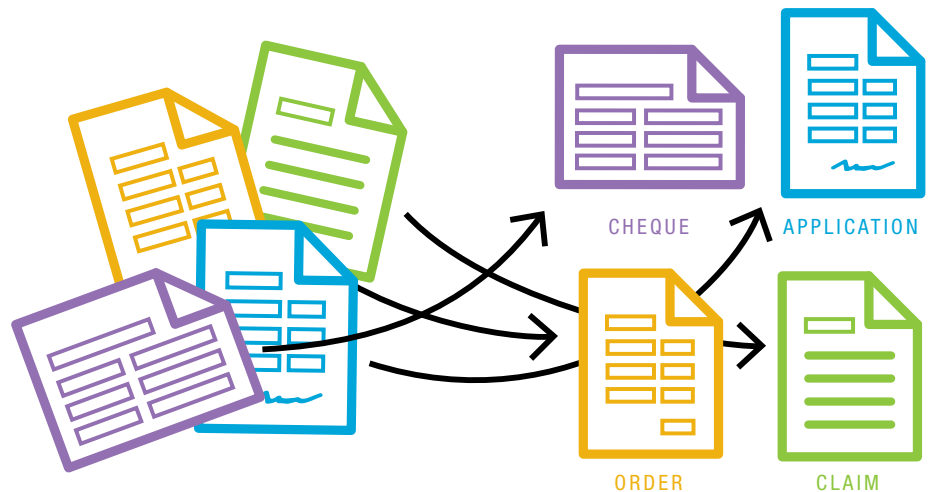 CHEQUE
APPLICATION
ORDER
CLAIM